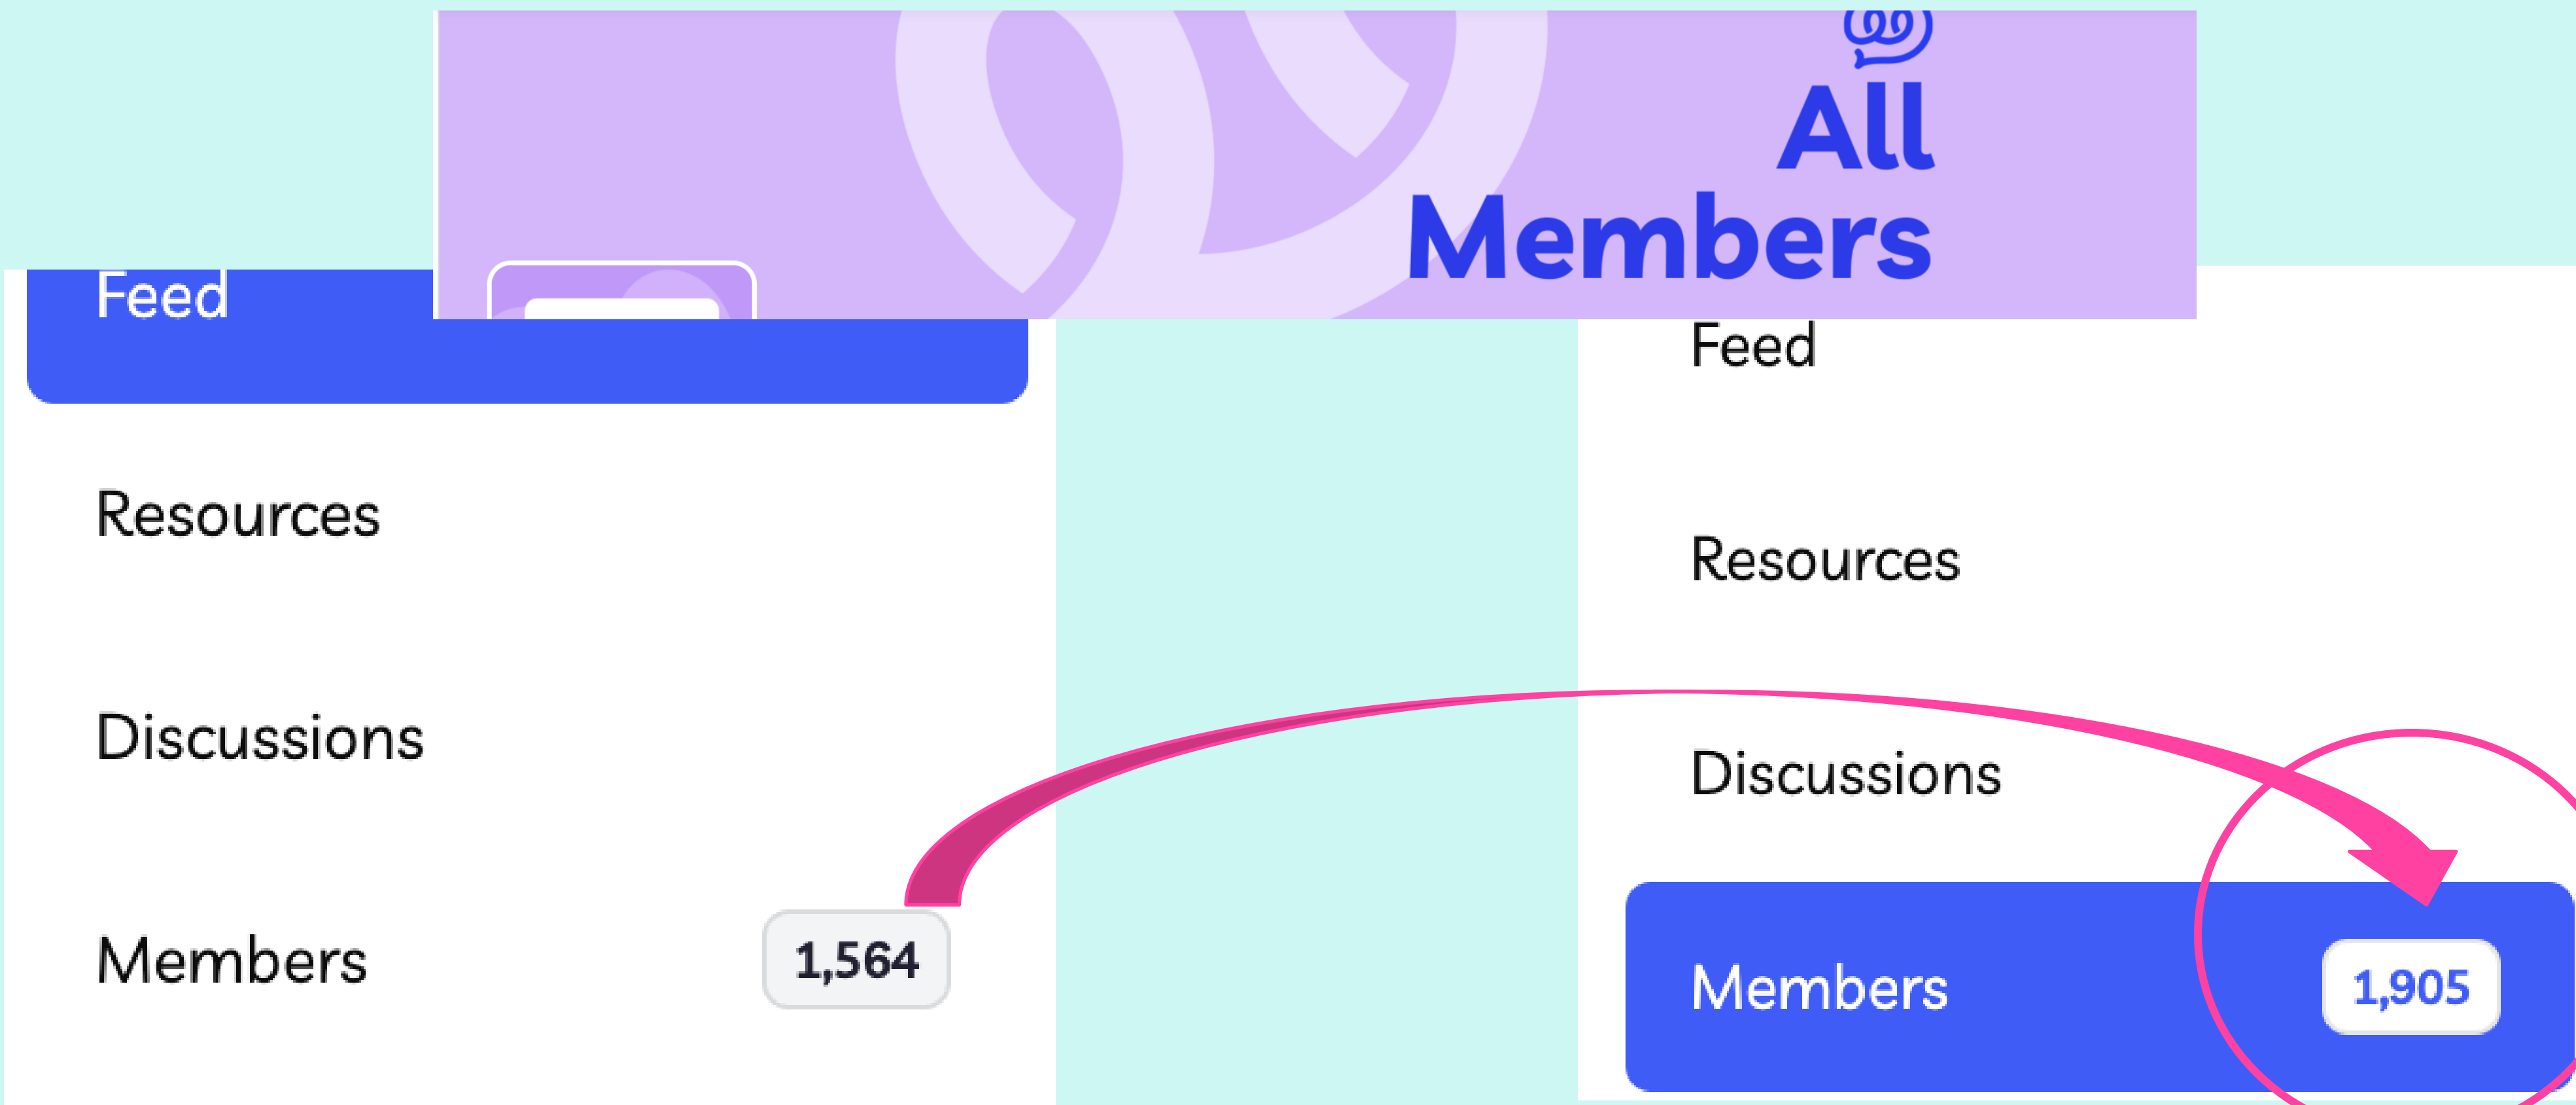 All
Members
Feed
Resources
Discussions
Members 1,564
Feed
Resources
Discussions
Members 1,905